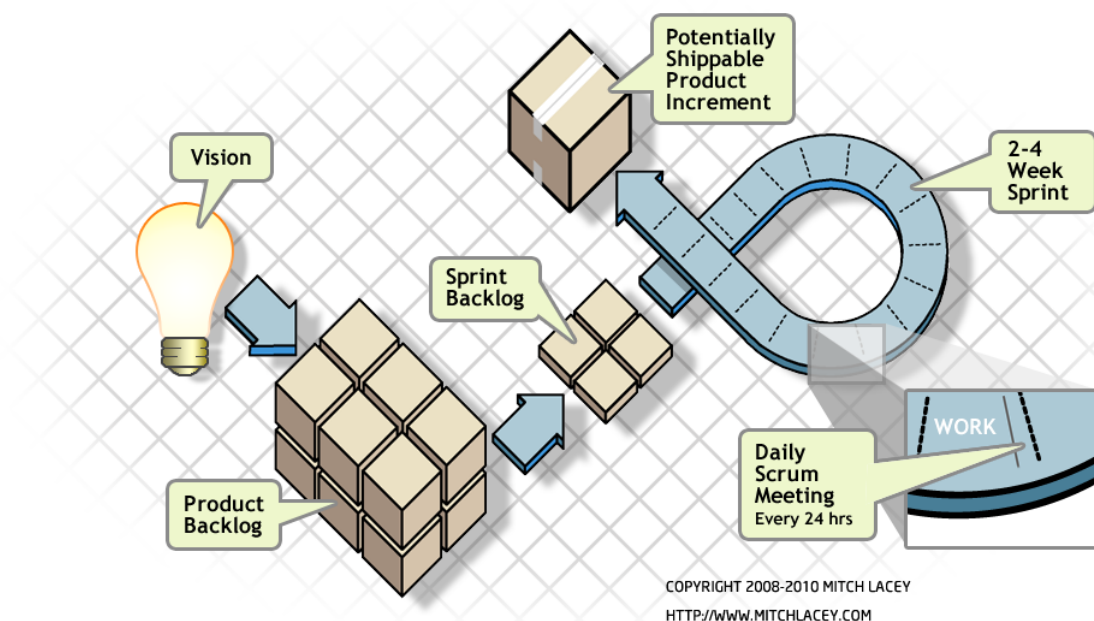 Potentially
Shippable
Product
Increment
Vision
2-4
Week
Sprint
Sprint
Backlog
WORK
Daily
Scrum
Meeting
Every 24 hrs
Product
Backlog
COPYRIGHT 2008-2010 MITCH LACEY
HTTP://WWW.MITCHLACEY.COM